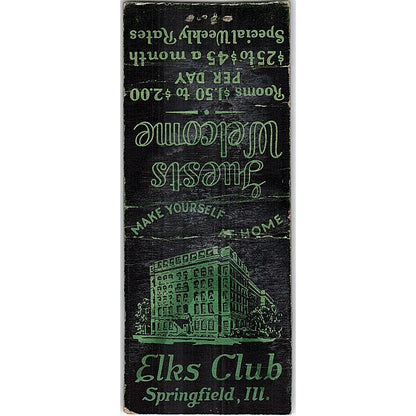 Guests
Welcome
Rooms $1.50 to $2.00
PER DAY
$25 to $45 a month
Special Weekly Rates
MAKE YOURSELF AT HOME
Elks Club
Springfield, Ill.